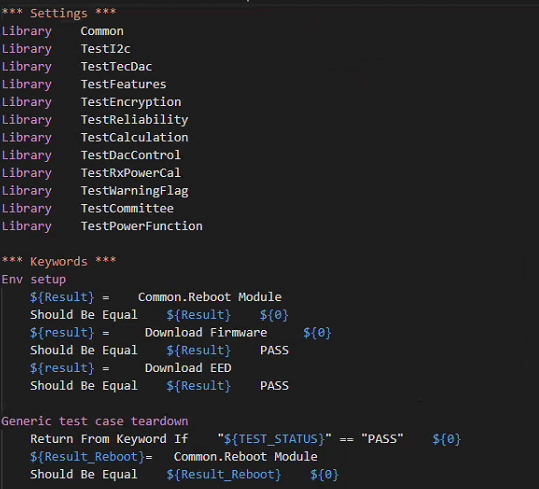 *** Settings ***
Library    Common
Library    TestI2c
Library    TestTecDac
Library    TestFeatures
Library    TestEncryption
Library    TestReliability
Library    TestCalculation
Library    TestDacControl
Library    TestRxPowerCal
Library    TestWarningFlag
Library    TestCommittee
Library    TestPowerFunction
*** Keywords ***
Env setup
    ${Result} =    Common.Reboot Module
    Should Be Equal    ${Result}    ${0}
    ${result} =     Download Firmware     ${0}
    Should Be Equal    ${Result}    PASS
    ${result} =     Download EED
    Should Be Equal    ${Result}    PASS
Generic test case teardown
    Return From Keyword If    "${TEST_STATUS}" == "PASS"    ${0}
    ${Result_Reboot}=   Common.Reboot Module
    Should Be Equal    ${Result_Reboot}    ${0}